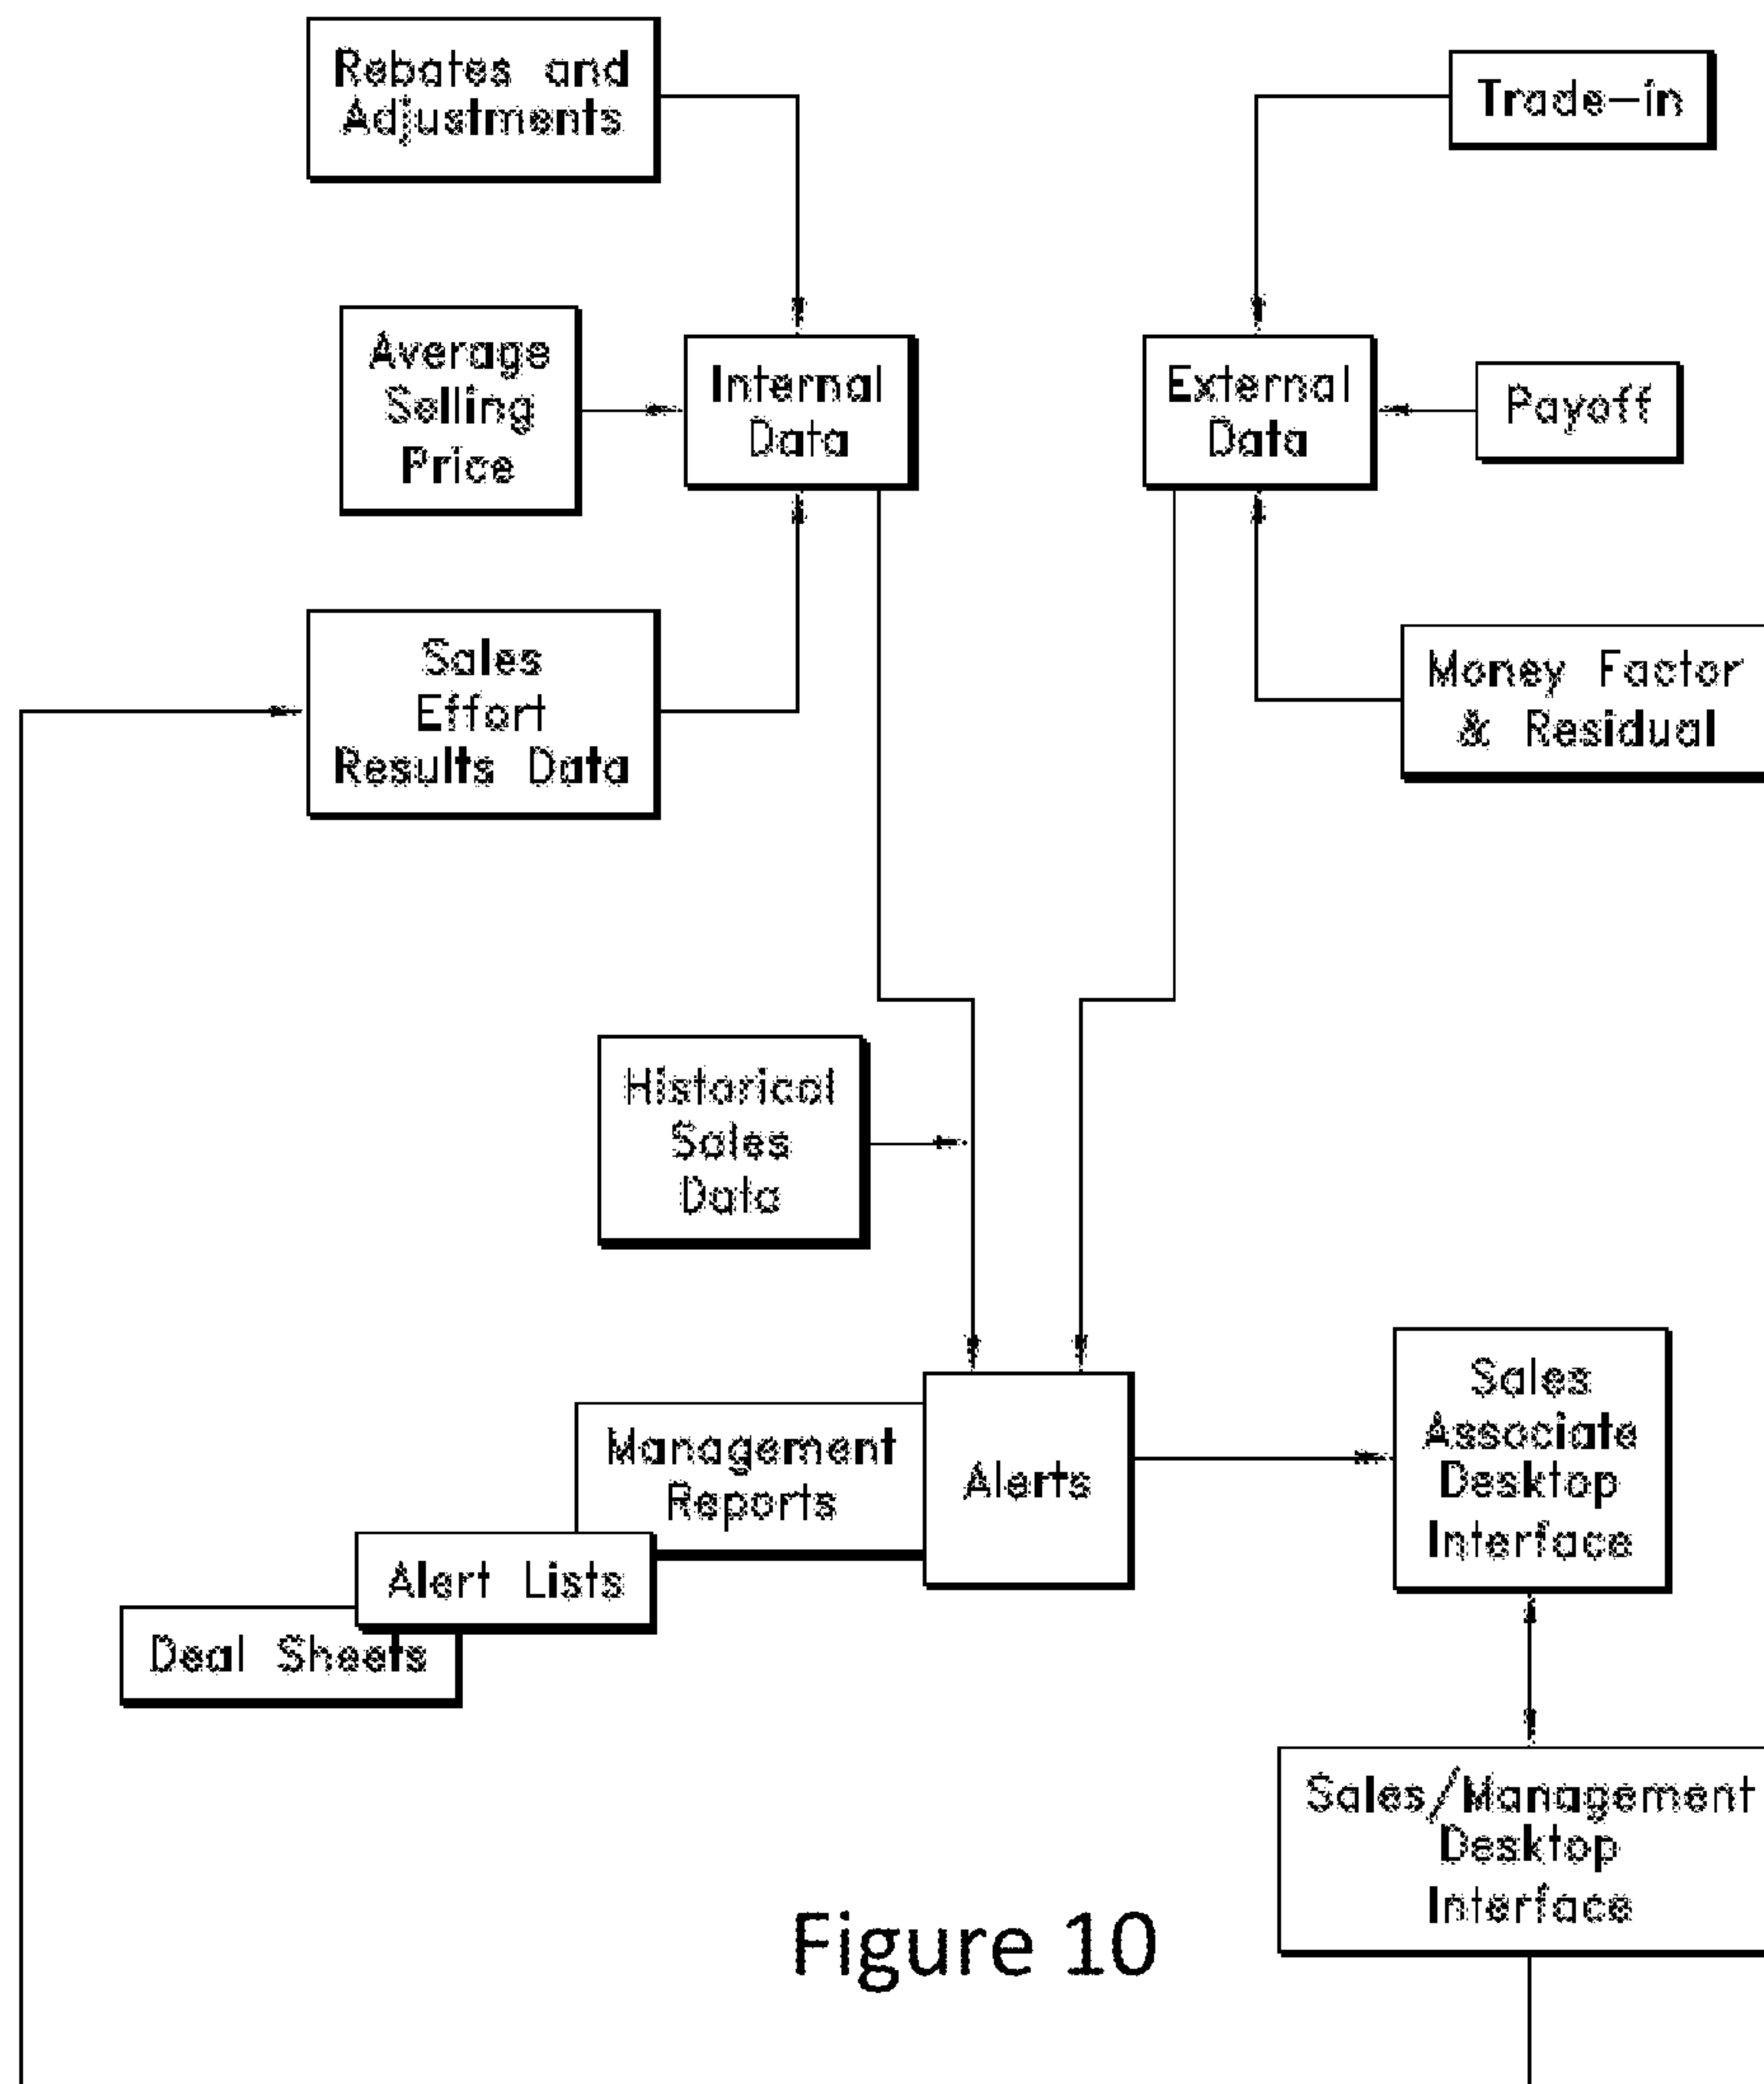 Rebates and
Adjustments
Trade-in
Average
Selling
Price
Internal
Data
External
Data
Payoff
Sales
Effort
Results Data
Money Factor
& Residual
Historical
Sales
Data
Management
Reports
Alerts
Sales
Associate
Desktop
Interface
Alert Lists
Deal Sheets
Sales/Management
Desktop
Interface
Figure 10